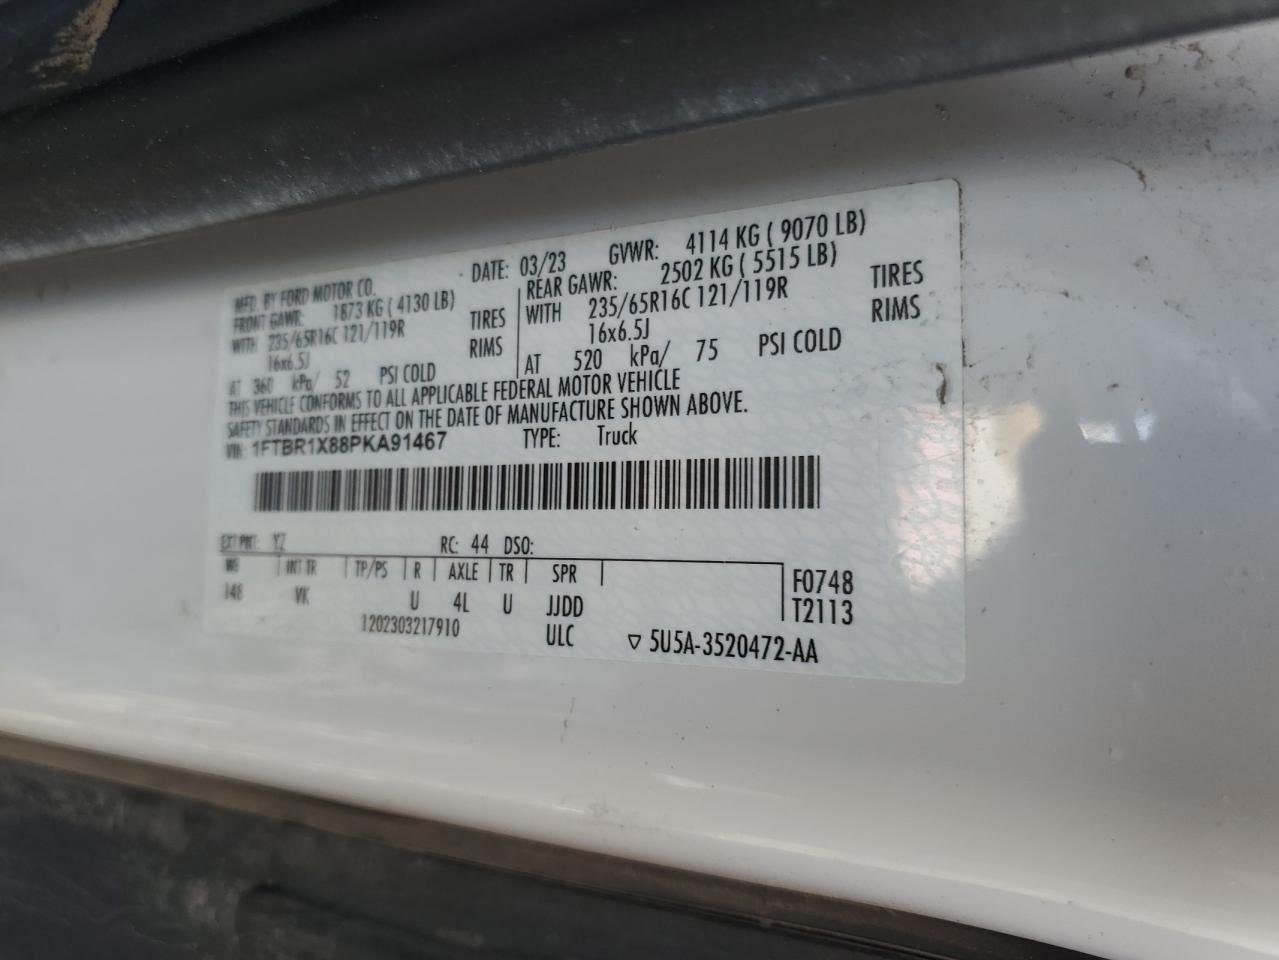 MFD. BY FORD MOTOR CO.
DATE: 03/23 GVWR: 4114 KG ( 9070 LB)
FRONT GAWR: 1873 KG ( 4130 LB)
WITH 235/65R16C 121/119R TIRES
16x6.5J RIMS
AT 360 kPa/ 52 PSI COLD
REAR GAWR: 2502 KG ( 5515 LB)
WITH 235/65R16C 121/119R TIRES
16x6.5J RIMS
AT 520 kPa/ 75 PSI COLD
THIS VEHICLE CONFORMS TO ALL APPLICABLE FEDERAL MOTOR VEHICLE
SAFETY STANDARDS IN EFFECT ON THE DATE OF MANUFACTURE SHOWN ABOVE.
VIN: 1FTBR1X88PKA91467 TYPE: Truck
EXT PNT: YZ RC: 44 DSO:
WB INT TR TP/PS R AXLE TR SPR F0748
148 VK U 4L U JJDD T2113
1202303217910 ULC ▽ 5U5A-3520472-AA